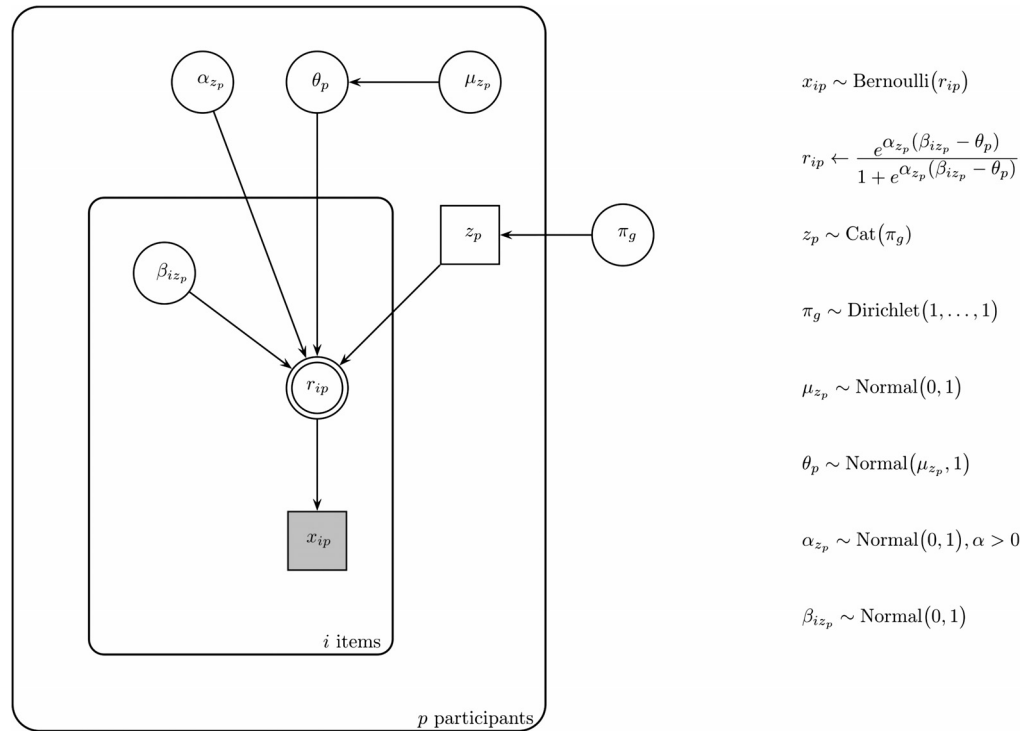 α_{z_p} θ_p μ_{z_p}
z_p π_g
β_{iz_p}
r_{ip}
x_{ip}
i items
p participants
x_{ip} ∼ Bernoulli(r_{ip})
r_{ip} ← \frac{e^{α_{z_p}(β_{iz_p} − θ_p)}}{1 + e^{α_{z_p}(β_{iz_p} − θ_p)}}
z_p ∼ Cat(π_g)
π_g ∼ Dirichlet(1, . . . , 1)
μ_{z_p} ∼ Normal(0, 1)
θ_p ∼ Normal(μ_{z_p}, 1)
α_{z_p} ∼ Normal(0, 1), α > 0
β_{iz_p} ∼ Normal(0, 1)